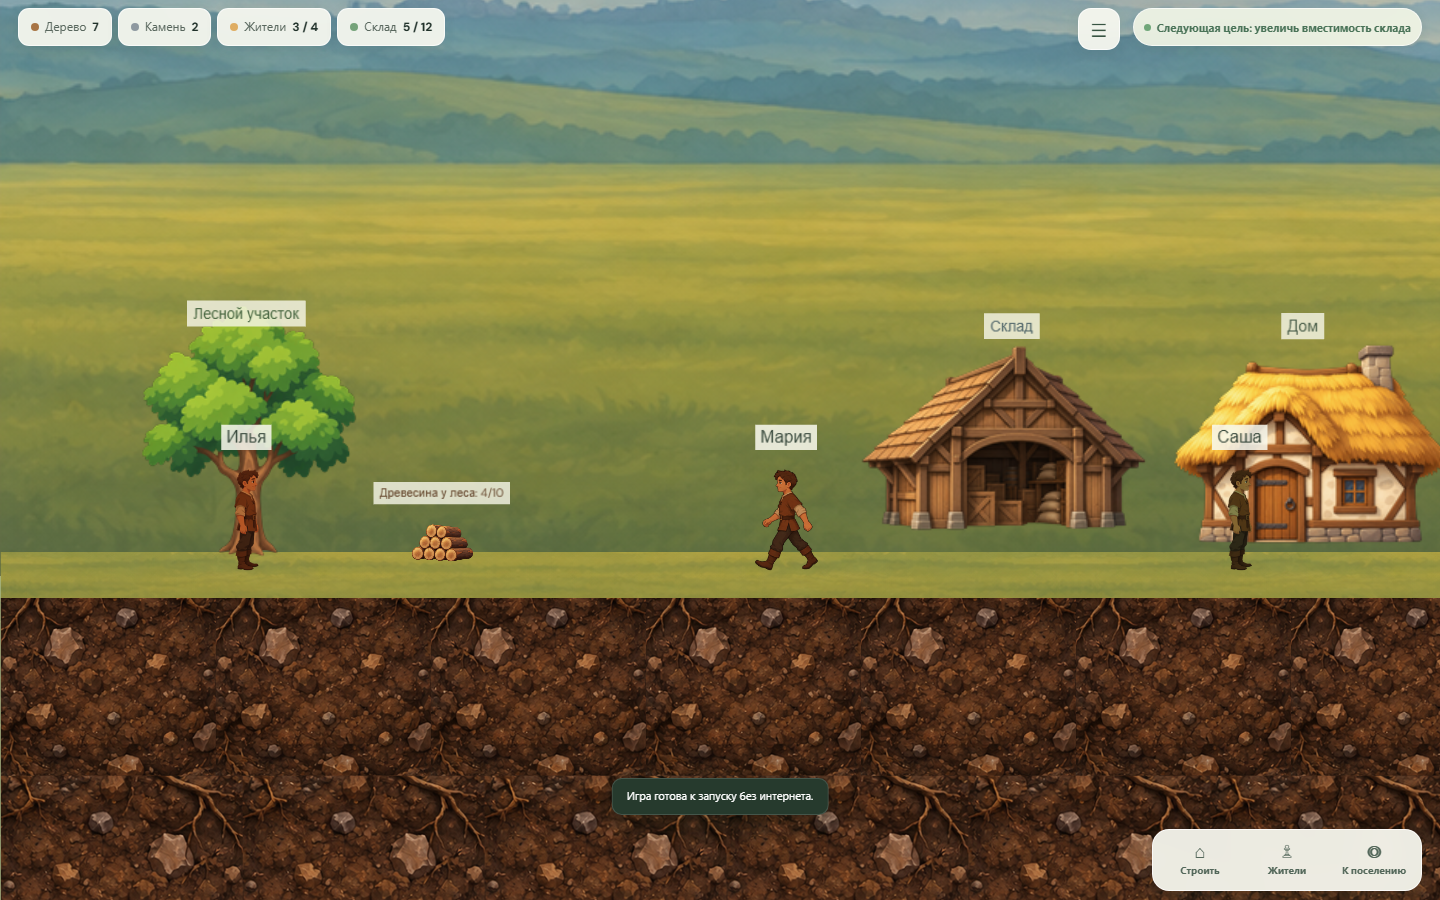 Дерево 7
Камень 2
Жители 3 / 4
Склад 5 / 12
Следующая цель: увеличь вместимость склада
Лесной участок
Склад
Дом
Илья
Мария
Саша
Древесина у леса: 4/10
Игра готова к запуску без интернета.
Строить
Жители
К поселению